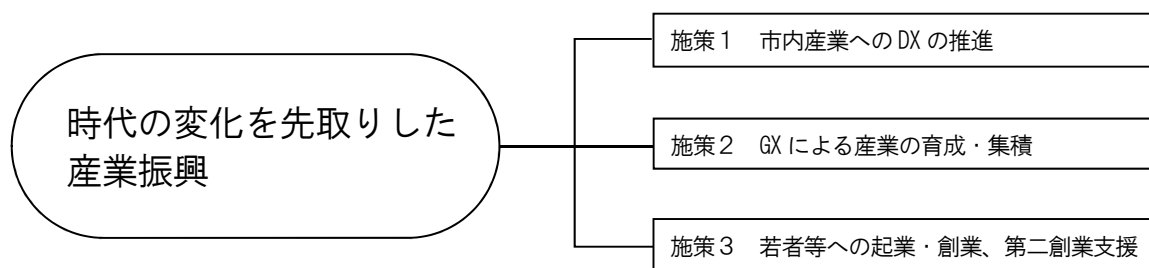 時代の変化を先取りした
産業振興
施策１　市内産業へのDXの推進
施策２　GXによる産業の育成・集積
施策３　若者等への起業・創業、第二創業支援